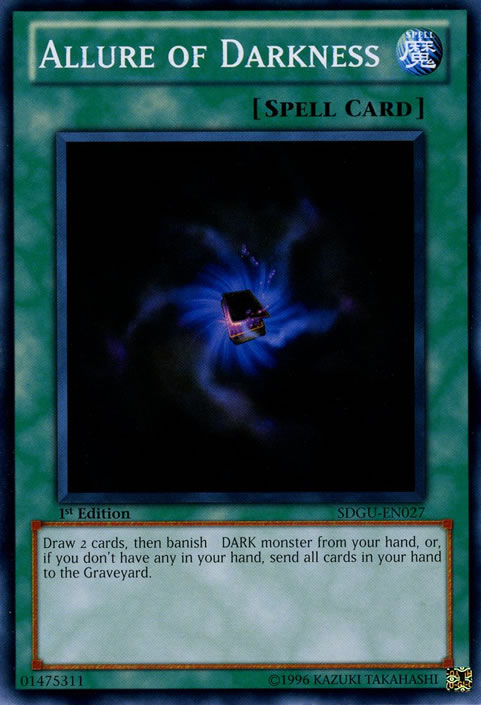 ALLURE OF DARKNESS
SPELL
魔
[SPELL CARD]
1st Edition
SDGU-EN027
Draw 2 cards, then banish DARK monster from your hand, or,
if you don't have any in your hand, send all cards in your hand
to the Graveyard.
01475311
©1996 KAZUKI TAKAHASHI